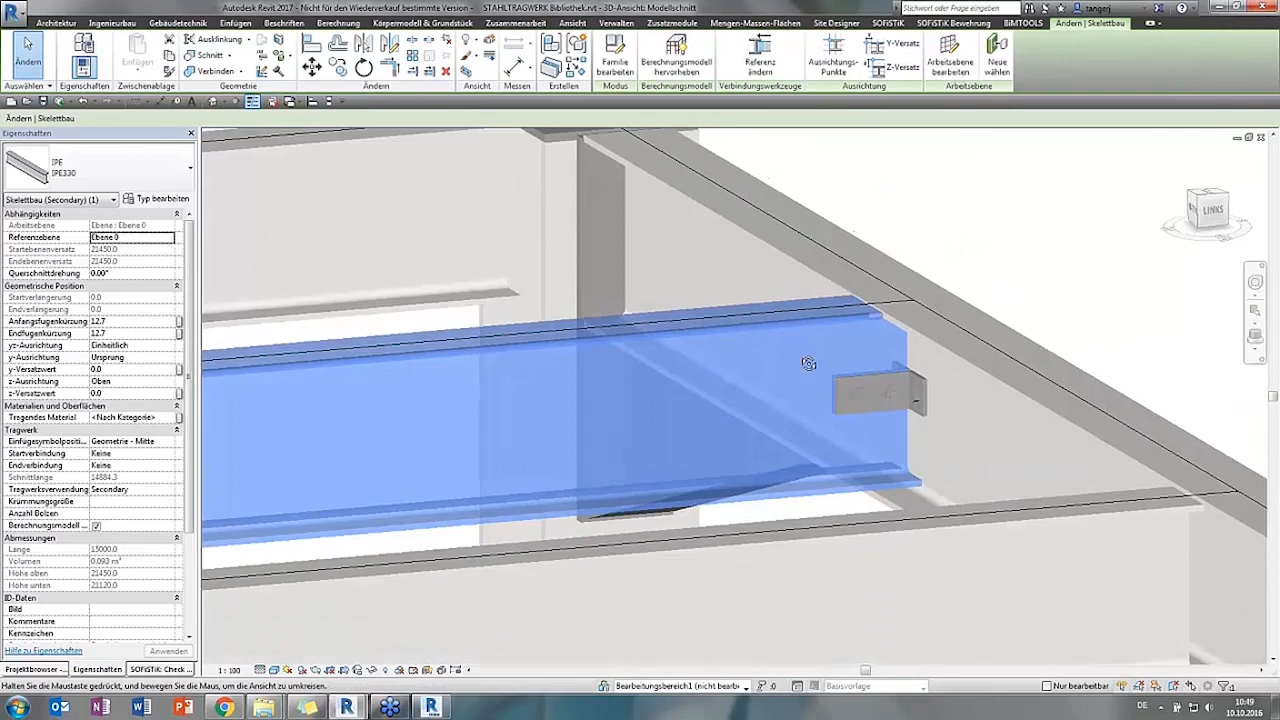 Autodesk Revit 2017 - Nicht für den Wiederverkauf bestimmte Version - STAHLTRAGWERK Bibliothek.rvt - 3D-Ansicht: Modellschnitt
Stichwort oder Frage eingeben
tangerj
Architektur Ingenieurbau Gebäudetechnik Einfügen Beschriften Berechnung Körpermodell & Grundstück Zusammenarbeit Ansicht Verwalten Zusatzmodule Mengen-Massen-Flächen Site Designer SOFiSTiK SOFiSTiK Bewehrung BiMTOOLS Ändern | Skelettbau
Ausklinkung
Schnitt
Verbinden
Y-Versatz
Z-Versatz
Ändern
Einfügen
Familie bearbeiten
Berechnungsmodell hervorheben
Referenz ändern
Ausrichtungs-Punkte
Arbeitsebene bearbeiten
Neue wählen
Auswählen Eigenschaften Zwischenablage Geometrie Ändern Ansicht Messen Erstellen Modus Berechnungsmodell Verbindungswerkzeuge Ausrichtung Arbeitsebene
Ändern | Skelettbau
Eigenschaften
IPE
IPE330
Skelettbau (Secondary) (1) Typ bearbeiten
Abhängigkeiten
Arbeitsebene Ebene : Ebene 0
Referenzebene Ebene 0
Startebenenversatz 21450.0
Endebenenversatz 21450.0
Querschnittdrehung 0.00°
Geometrische Position
Startverlängerung 0.0
Endverlängerung 0.0
Anfangsfugenkürzung 12.7
Endfugenkürzung 12.7
yz-Ausrichtung Einheitlich
y-Ausrichtung Ursprung
y-Versatzwert 0.0
z-Ausrichtung Oben
z-Versatzwert 0.0
Materialien und Oberflächen
Tragendes Material <Nach Kategorie>
Tragwerk
Einfügesymbolpositi... Geometrie - Mitte
Startverbindung Keine
Endverbindung Keine
Schnittlänge 14884.3
Tragwerksverwendung Secondary
Krümmungsgröße
Anzahl Bolzen
Berechnungsmodell ...
Abmessungen
Länge 15000.0
Volumen 0.093 m³
Höhe oben 21450.0
Höhe unten 21120.0
ID-Daten
Bild
Kommentare
Kennzeichen
Hilfe zu Eigenschaften Anwenden
Projektbrowser -... Eigenschaften SOFiSTiK: Check ...
LINKS
1 : 100
Halten Sie die Maustaste gedrückt, und bewegen Sie die Maus, um die Ansicht zu umkreisen.
Bearbeitungsbereich1 (nicht bearb
:0
Basisvorlage
Nur bearbeitbar
:1
DE
10:49
10.10.2016